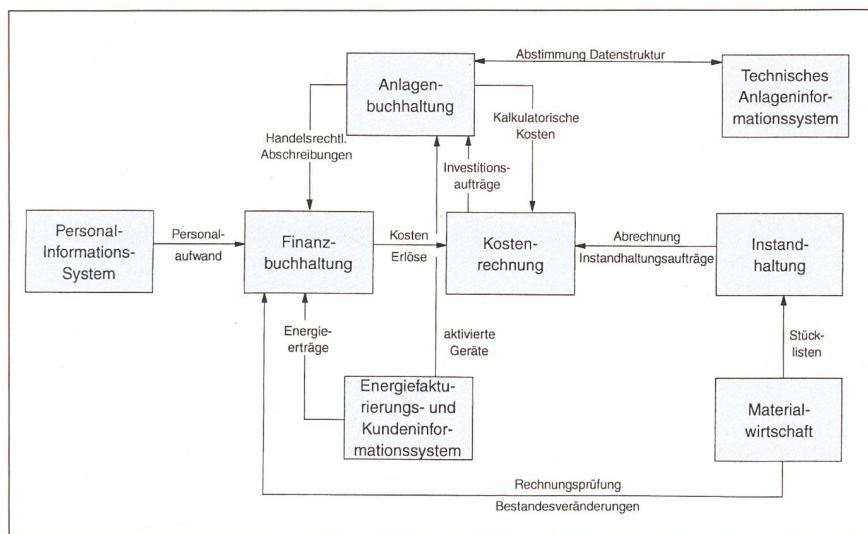 Anlagen-
buchhaltung
Abstimmung Datenstruktur
Technisches
Anlageninfor-
mationssystem
Handelsrechtl.
Abschreibungen
Kalkulatorische
Kosten
Investitions-
aufträge
Personal-
Informations-
System
Personal-
aufwand
Finanz-
buchhaltung
Kosten
Erlöse
Kosten-
rechnung
Abrechnung
Instandhaltungsaufträge
Instand-
haltung
Energie-
erträge
aktivierte
Geräte
Stück-
listen
Energiefaktu-
rierungs- und
Kundeninfor-
mationssystem
Material-
wirtschaft
Rechnungsprüfung
Bestandesveränderungen